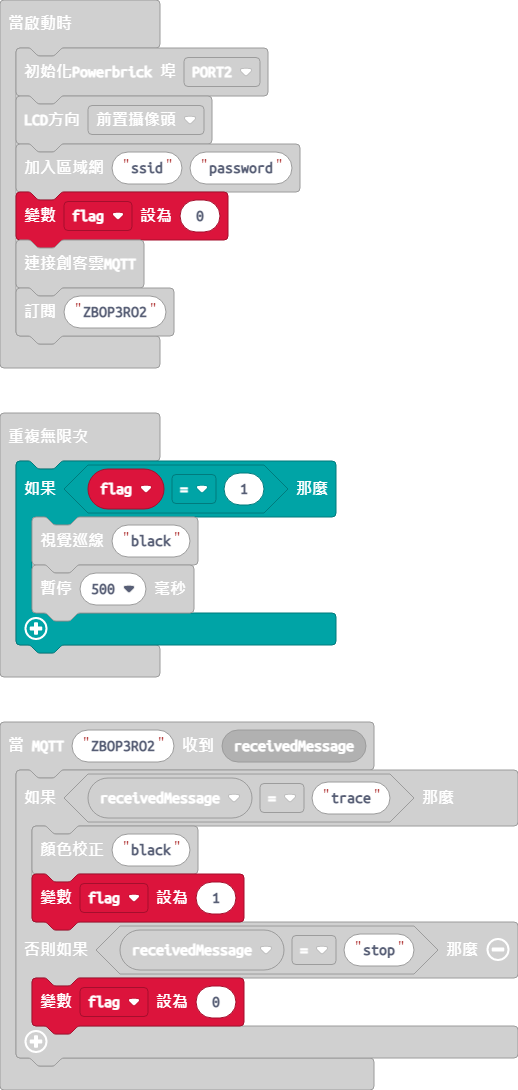 當啟動時
初始化Powerbrick 埠 PORT2
LCD方向 前置攝像頭
加入區域網 "ssid" "password"
變數 flag 設為 0
連接創客雲MQTT
訂閱 "ZBOP3RO2"
重複無限次
如果 flag = 1 那麼
視覺巡線 "black"
暫停 500 毫秒
當 MQTT "ZBOP3RO2" 收到 receivedMessage
如果 receivedMessage = "trace" 那麼
顏色校正 "black"
變數 flag 設為 1
否則如果 receivedMessage = "stop" 那麼
變數 flag 設為 0